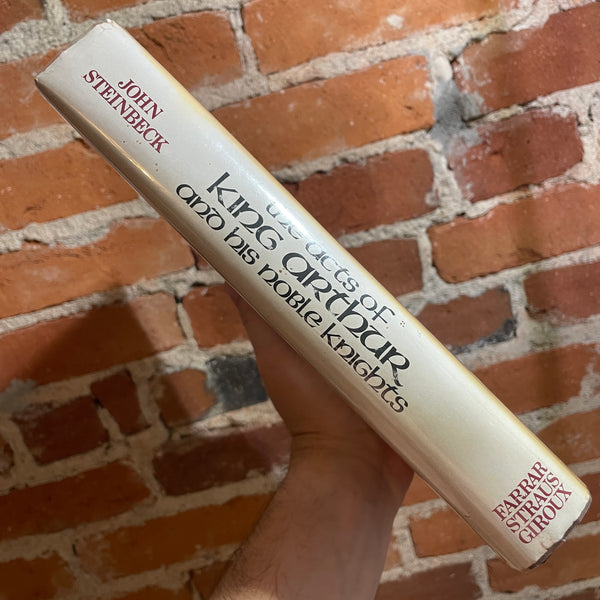 JOHN
STEINBECK
the acts of
KING ARTHUR
and his noble knights
FARRAR
STRAUS
GIROUX